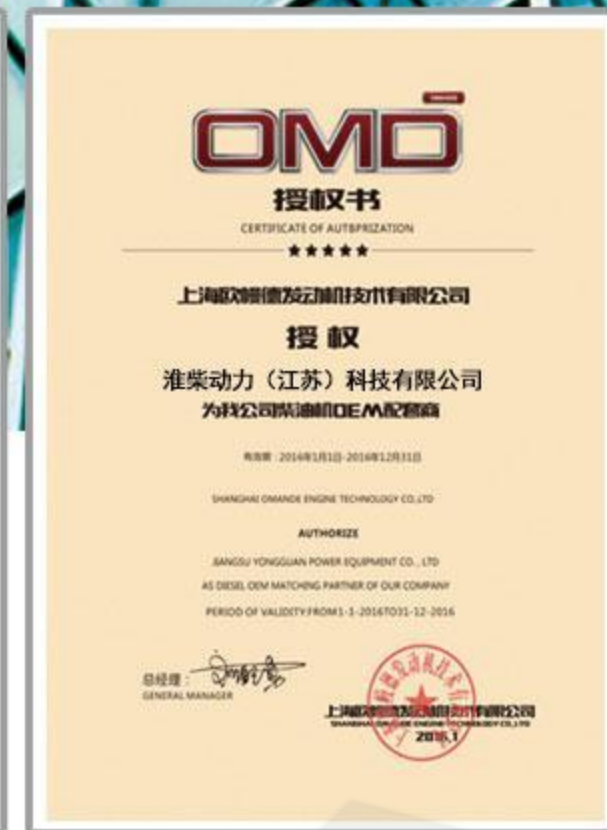 OMD
授权书
CERTIFICATE OF AUTBPRIZATION
上海欧幔德发动机技术有限公司
授 权
淮柴动力（江苏）科技有限公司
为我公司柴油机OEM配套商
有效期：2016年1月1日-2016年12月31日
SHANGHAI OMANDE ENGINE TECHNOLOGY CO.,LTD
AUTHORIZE
JIANGSU YONGGUAN POWER EQUIPMENT CO., LTD
AS DIESEL OEM MATCHING PARTNER OF OUR COMPANY
PERIOD OF VALIDITY:FROM1-1-2016TO31-12-2016
总经理：
GENERAL MANAGER
上海欧幔德发动机技术有限公司
SHANGHAI OMANDE ENGINE TECHNOLOGY CO.,LTD
2016.1